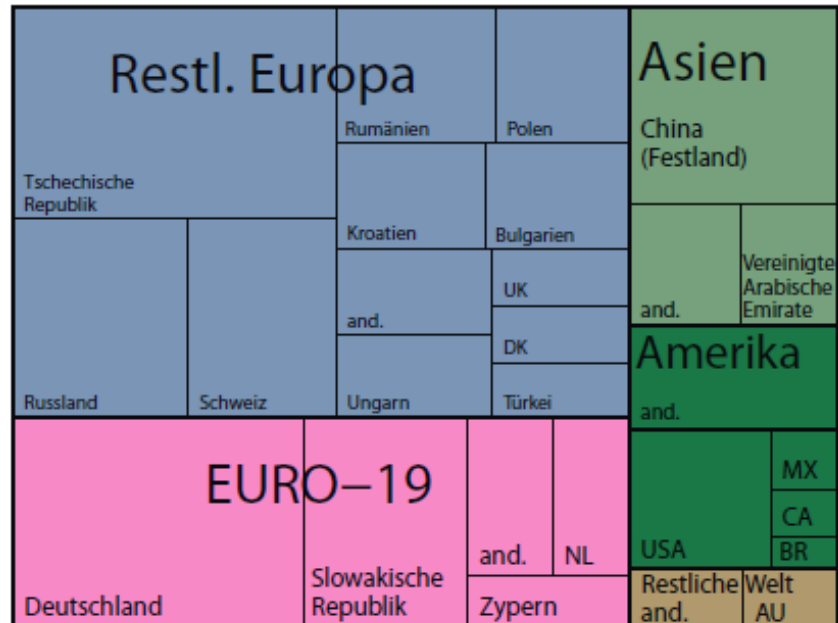 Restl. Europa
Tschechische
Republik
Rumänien
Polen
Kroatien
Bulgarien
Russland
Schweiz
and.
Ungarn
UK
DK
Türkei
EURO–19
Deutschland
Slowakische
Republik
and.
NL
Zypern
Asien
China
(Festland)
and.
Vereinigte
Arabische
Emirate
Amerika
and.
USA
MX
CA
BR
Restliche Welt
and.
AU